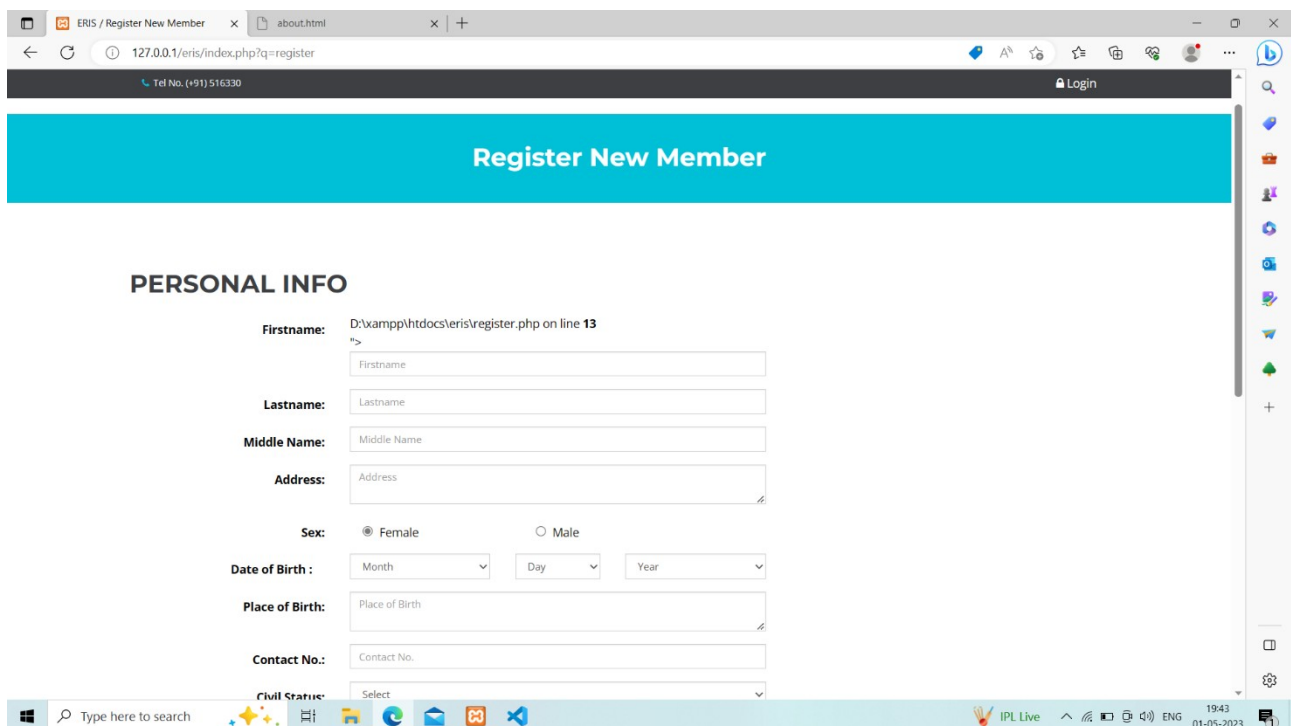 ERIS / Register New Member
about.html
127.0.0.1/eris/index.php?q=register
Tel No. (+91) 516330
Login
Register New Member
PERSONAL INFO
Firstname:
D:\xampp\htdocs\eris\register.php on line 13
">
Firstname
Lastname:
Lastname
Middle Name:
Middle Name
Address:
Address
Sex:
Female
Male
Date of Birth :
Month
Day
Year
Place of Birth:
Place of Birth
Contact No.:
Contact No.
Civil Status:
Select
Type here to search
IPL Live
ENG
19:43
01-05-2023